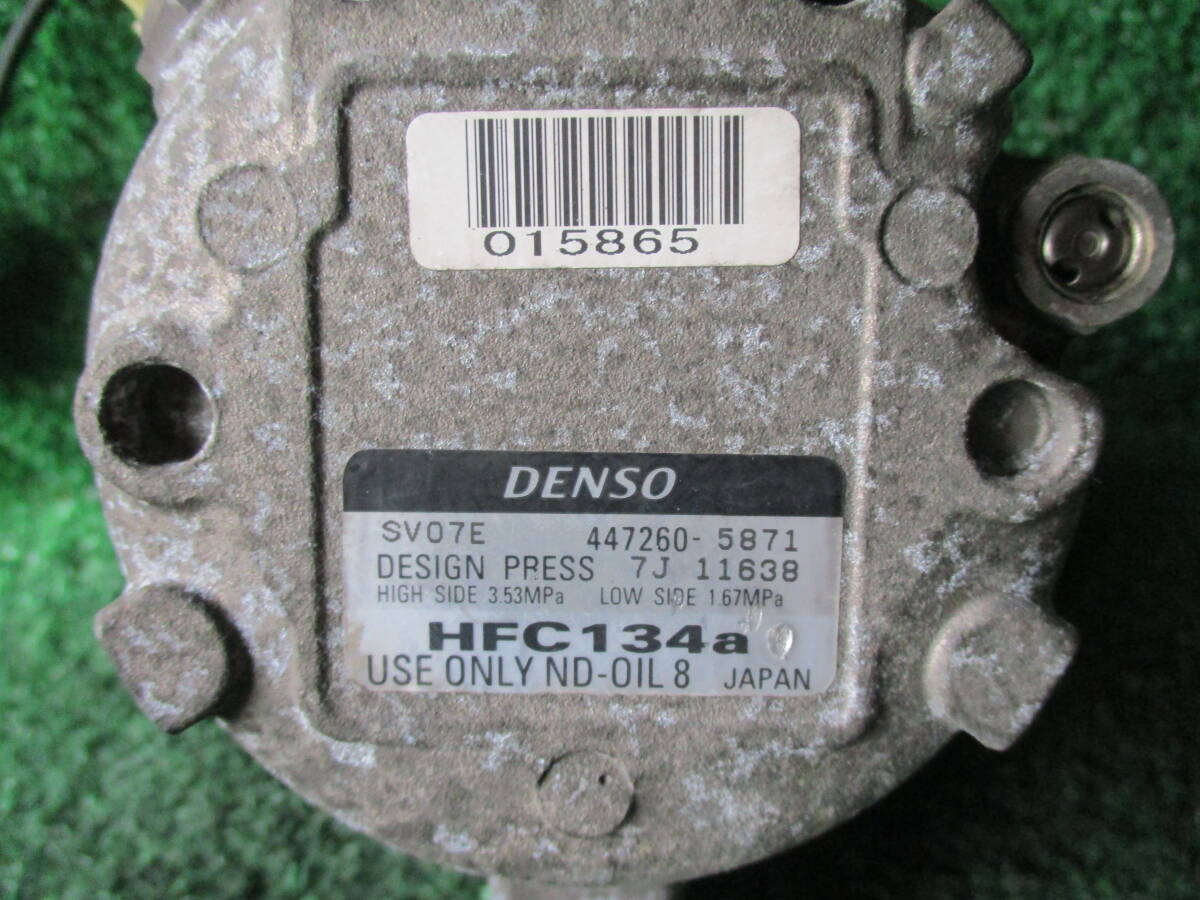 015865
DENSO
SV07E 447260-5871
DESIGN PRESS 7J 11638
HIGH SIDE 3.53MPa LOW SIDE 1.67MPa
HFC134a
USE ONLY ND-OIL 8 JAPAN